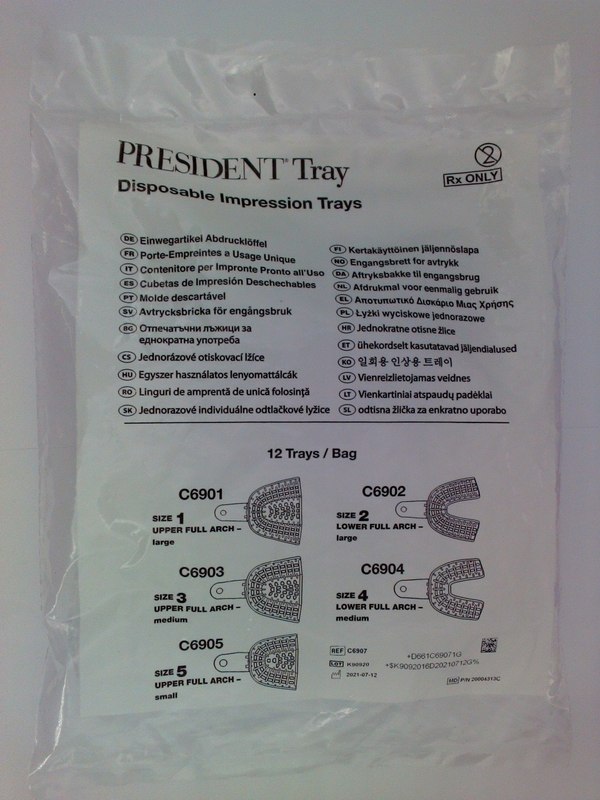 PRESIDENT® Tray
Disposable Impression Trays
2
Rx ONLY
DE Einwegartikel Abdrucklöffel
FR Porte-Empreintes a Usage Unique
IT Contenitore per Impronte Pronto all'Uso
ES Cubetas de Impresión Deschechables
PT Molde descartável
SV Avtrycksbricka för engångsbruk
BG Отпечатъчни лъжици за
еднократна употреба
CS Jednorázové otiskovací lžíce
HU Egyszer használatos lenyomattálcák
RO Linguri de amprentă de unică folosinţă
SK Jednorazové individuálne odtlačkové lyžice
FI Kertakäyttöinen jäljennöslapa
NO Engangsbrett for avtrykk
DA Aftryksbakke til engangsbrug
NL Afdrukmal voor eenmalig gebruik
EL Αποτυπωτικό Δισκάριο Μιας Χρήσης
PL Łyżki wyciskowe jednorazowe
HR Jednokratne otisne žlice
ET ühekordselt kasutatavad jäljendialused
KO 일회용 인상용 트레이
LV Vienreizlietojamas veidnes
LT Vienkartiniai atspaudų padėklai
SL odtisna žlička za enkratno uporabo
12 Trays / Bag
C6901
SIZE 1
UPPER FULL ARCH –
large
C6902
SIZE 2
LOWER FULL ARCH –
large
C6903
SIZE 3
UPPER FULL ARCH –
medium
C6904
SIZE 4
LOWER FULL ARCH –
medium
C6905
SIZE 5
UPPER FULL ARCH –
small
REF C6907
LOT K90920
2021-07-12
+D661C69071G
+$K9092016D20210712G%
MD P/N 20004313C